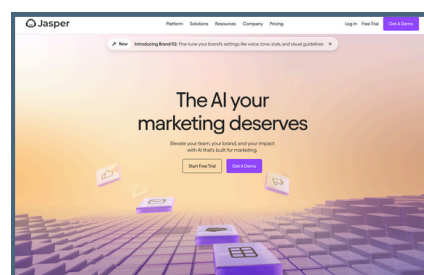 Jasper
Platform Solutions Resources Company Pricing
Log In Free Trial Get A Demo
New Introducing Brand IQ: Fine-tune your brand's settings like voice, tone, style, and visual guidelines. →
The AI your
marketing deserves
Elevate your team, your brand, and your impact
with AI that's built for marketing.
Start Free Trial Get A Demo